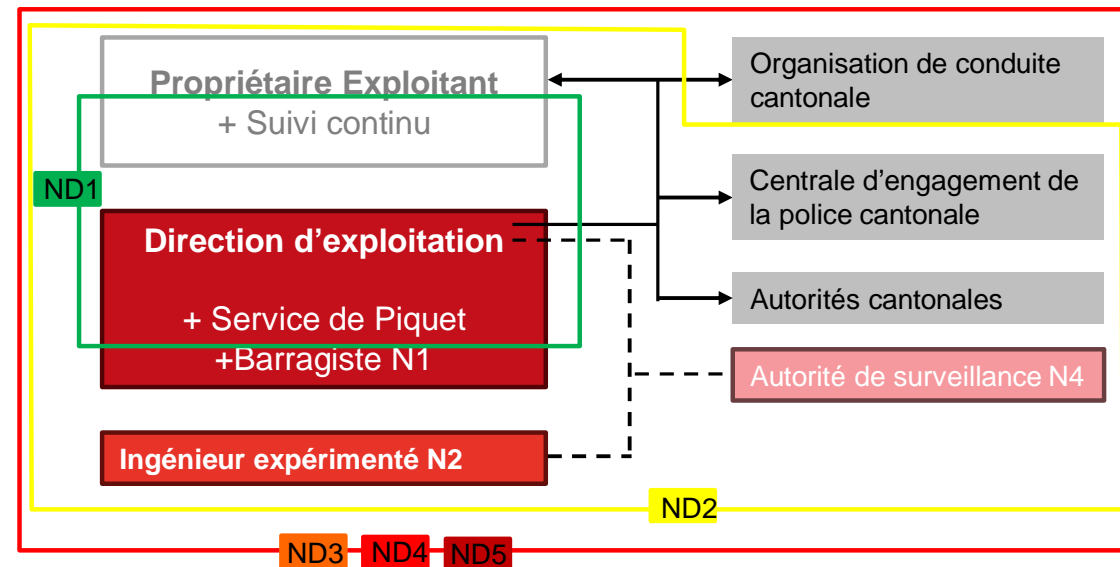 Propriétaire Exploitant
+ Suivi continu
ND1
Direction d'exploitation
+ Service de Piquet
+Barragiste N1
Ingénieur expérimenté N2
Organisation de conduite
cantonale
Centrale d'engagement de
la police cantonale
Autorités cantonales
Autorité de surveillance N4
ND2
ND3
ND4
ND5